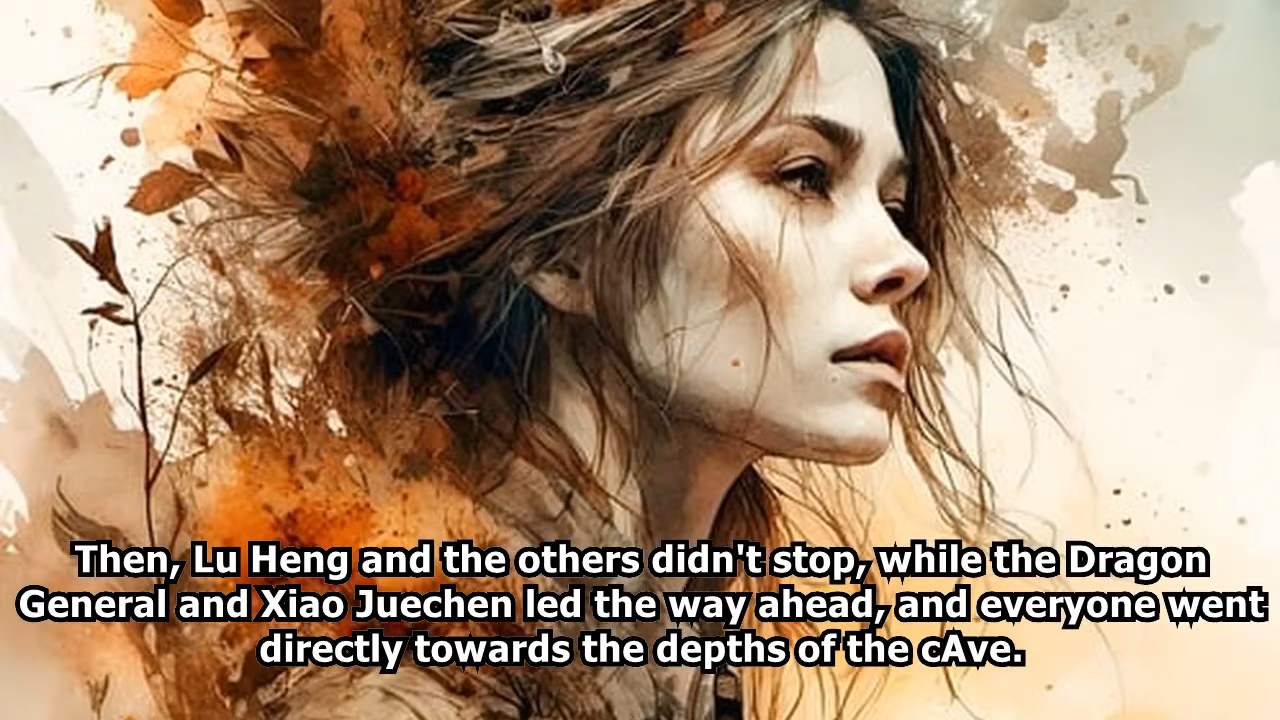 Then, Lu Heng and the others didn't stop, while the Dragon
General and Xiao Juechen led the way ahead, and everyone went
directly towards the depths of the cAve.